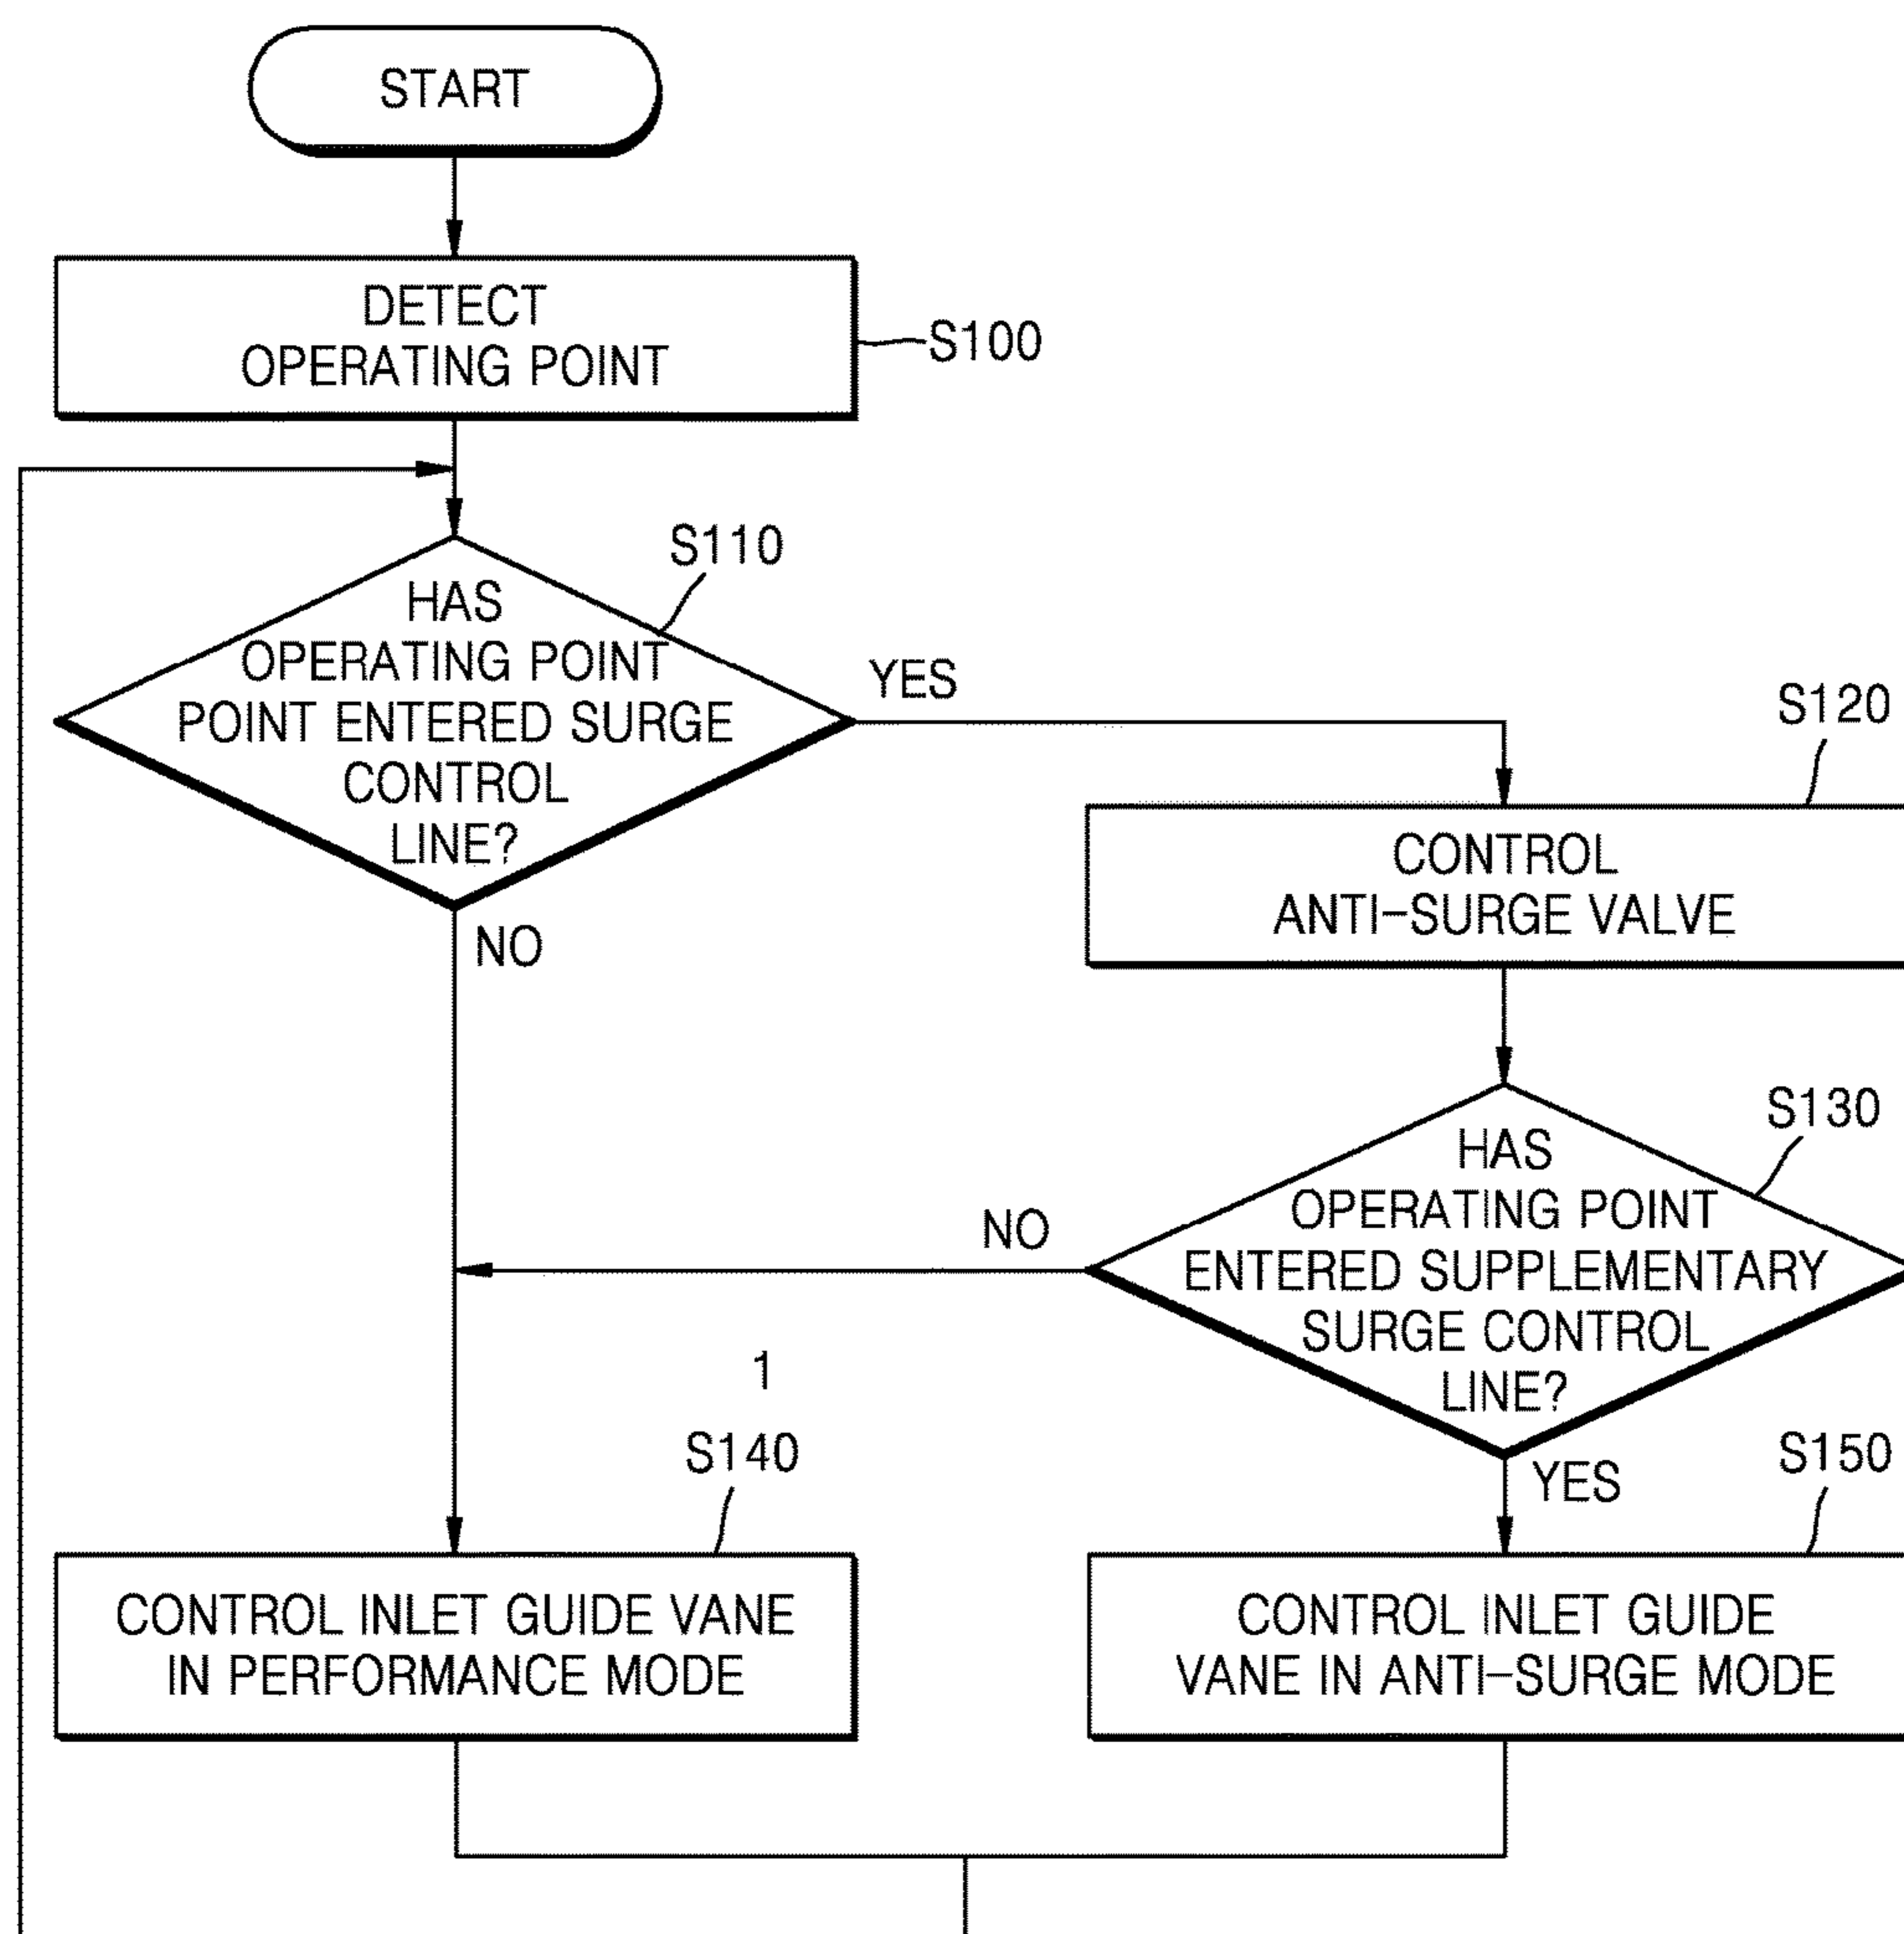 START
DETECT
OPERATING POINT
S100
S110
HAS
OPERATING POINT
POINT ENTERED SURGE
CONTROL
LINE?
YES
NO
S120
CONTROL
ANTI-SURGE VALVE
S130
HAS
OPERATING POINT
ENTERED SUPPLEMENTARY
SURGE CONTROL
LINE?
NO
YES
1
S140
CONTROL INLET GUIDE VANE
IN PERFORMANCE MODE
S150
CONTROL INLET GUIDE
VANE IN ANTI-SURGE MODE